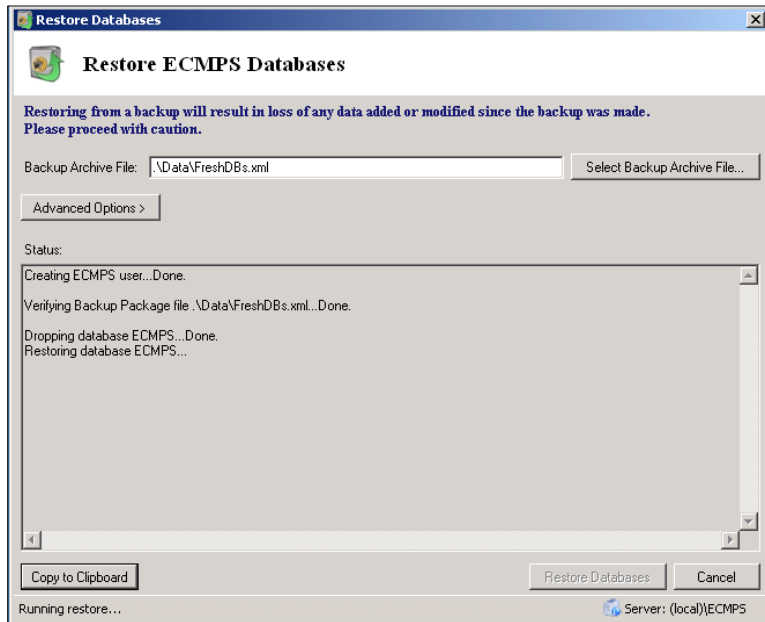 Restore Databases
Restore ECMPS Databases
Restoring from a backup will result in loss of any data added or modified since the backup was made.
Please proceed with caution.
Backup Archive File: .\Data\FreshDBs.xml Select Backup Archive File...
Advanced Options >
Status:
Creating ECMPS user...Done.
Verifying Backup Package file .\Data\FreshDBs.xml...Done.
Dropping database ECMPS...Done.
Restoring database ECMPS...
Copy to Clipboard Restore Databases Cancel
Running restore... Server: (local)\ECMPS